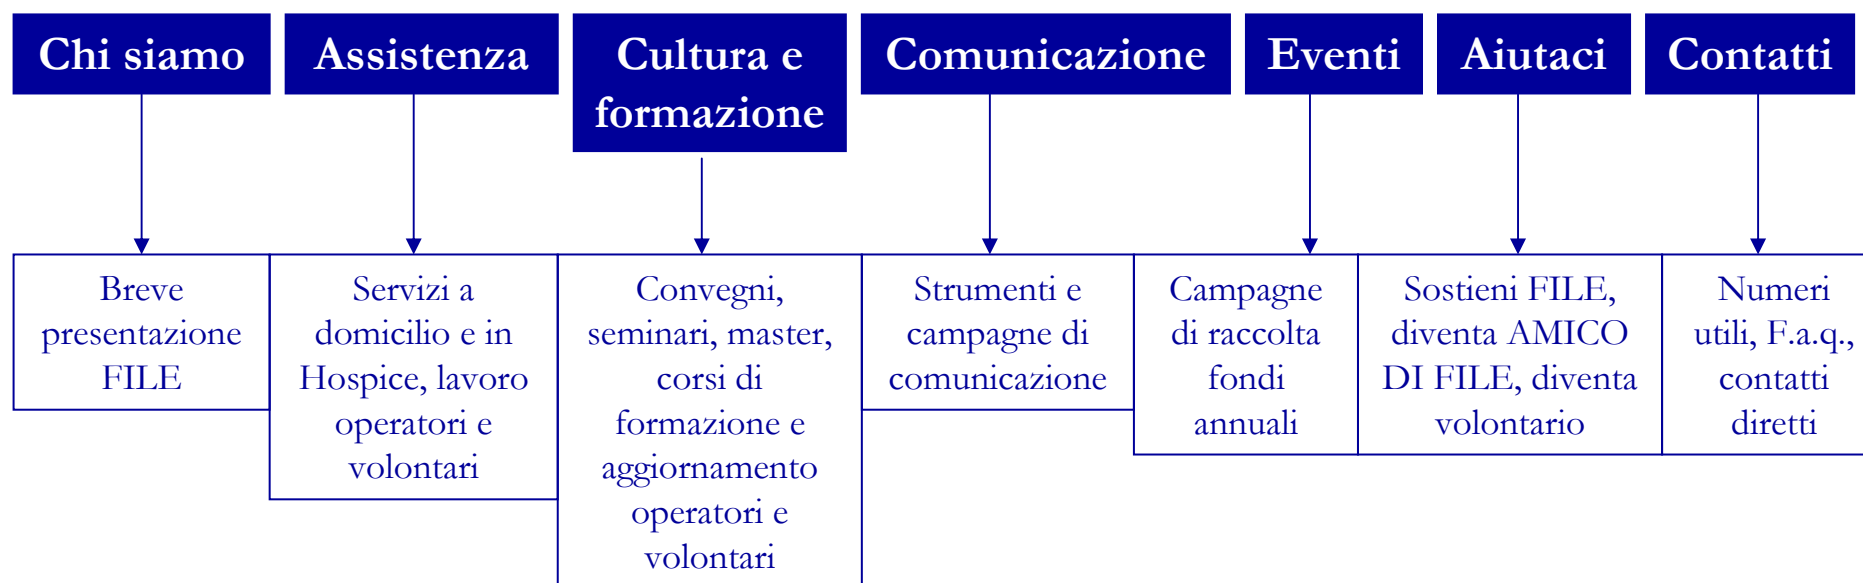 Chi siamo
Assistenza
Cultura e
formazione
Comunicazione
Eventi
Aiutaci
Contatti
Breve
presentazione
FILE
Servizi a
domicilio e in
Hospice, lavoro
operatori e
volontari
Convegni,
seminari, master,
corsi di
formazione e
aggiornamento
operatori e
volontari
Strumenti e
campagne di
comunicazione
Campagne
di raccolta
fondi
annuali
Sostieni FILE,
diventa AMICO
DI FILE, diventa
volontario
Numeri
utili, F.a.q.,
contatti
diretti